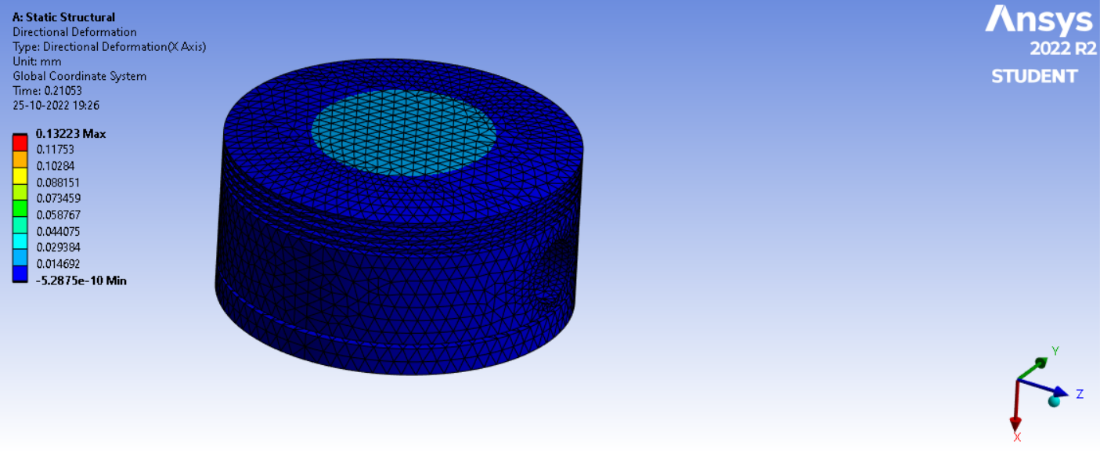 A: Static Structural
Directional Deformation
Type: Directional Deformation(X Axis)
Unit: mm
Global Coordinate System
Time: 0.21053
25-10-2022 19:26
0.13223 Max
0.11753
0.10284
0.088151
0.073459
0.058767
0.044075
0.029384
0.014692
-5.2875e-10 Min
Ansys
2022 R2
STUDENT
Y
Z
X